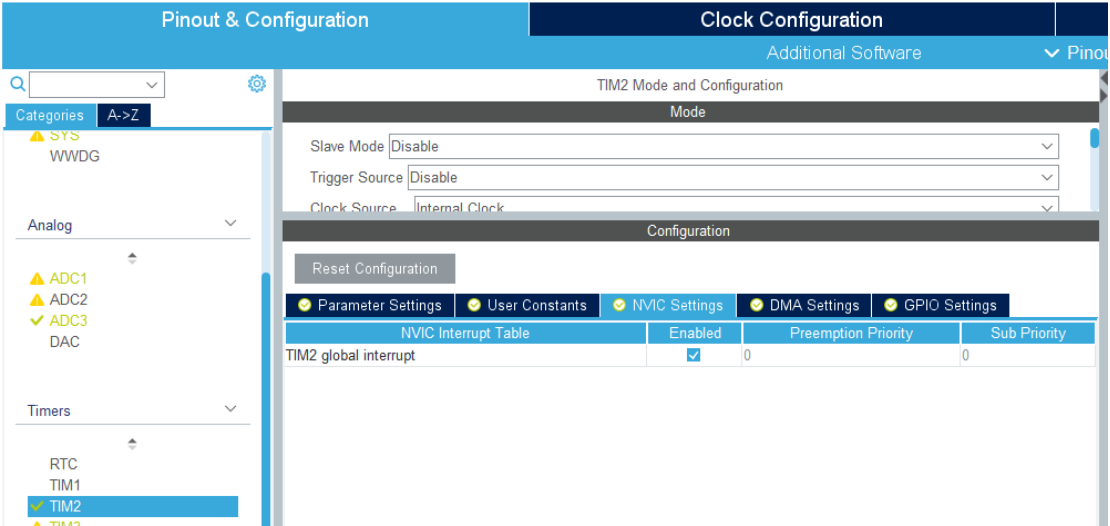 Pinout & Configuration
Clock Configuration
Additional Software
Pinou
Categories
A->Z
SYS
WWDG
Analog
ADC1
ADC2
ADC3
DAC
Timers
RTC
TIM1
TIM2
TIM3
TIM2 Mode and Configuration
Mode
Slave Mode Disable
Trigger Source Disable
Clock Source Internal Clock
Configuration
Reset Configuration
Parameter Settings
User Constants
NVIC Settings
DMA Settings
GPIO Settings
NVIC Interrupt Table Enabled Preemption Priority Sub Priority
TIM2 global interrupt 0 0